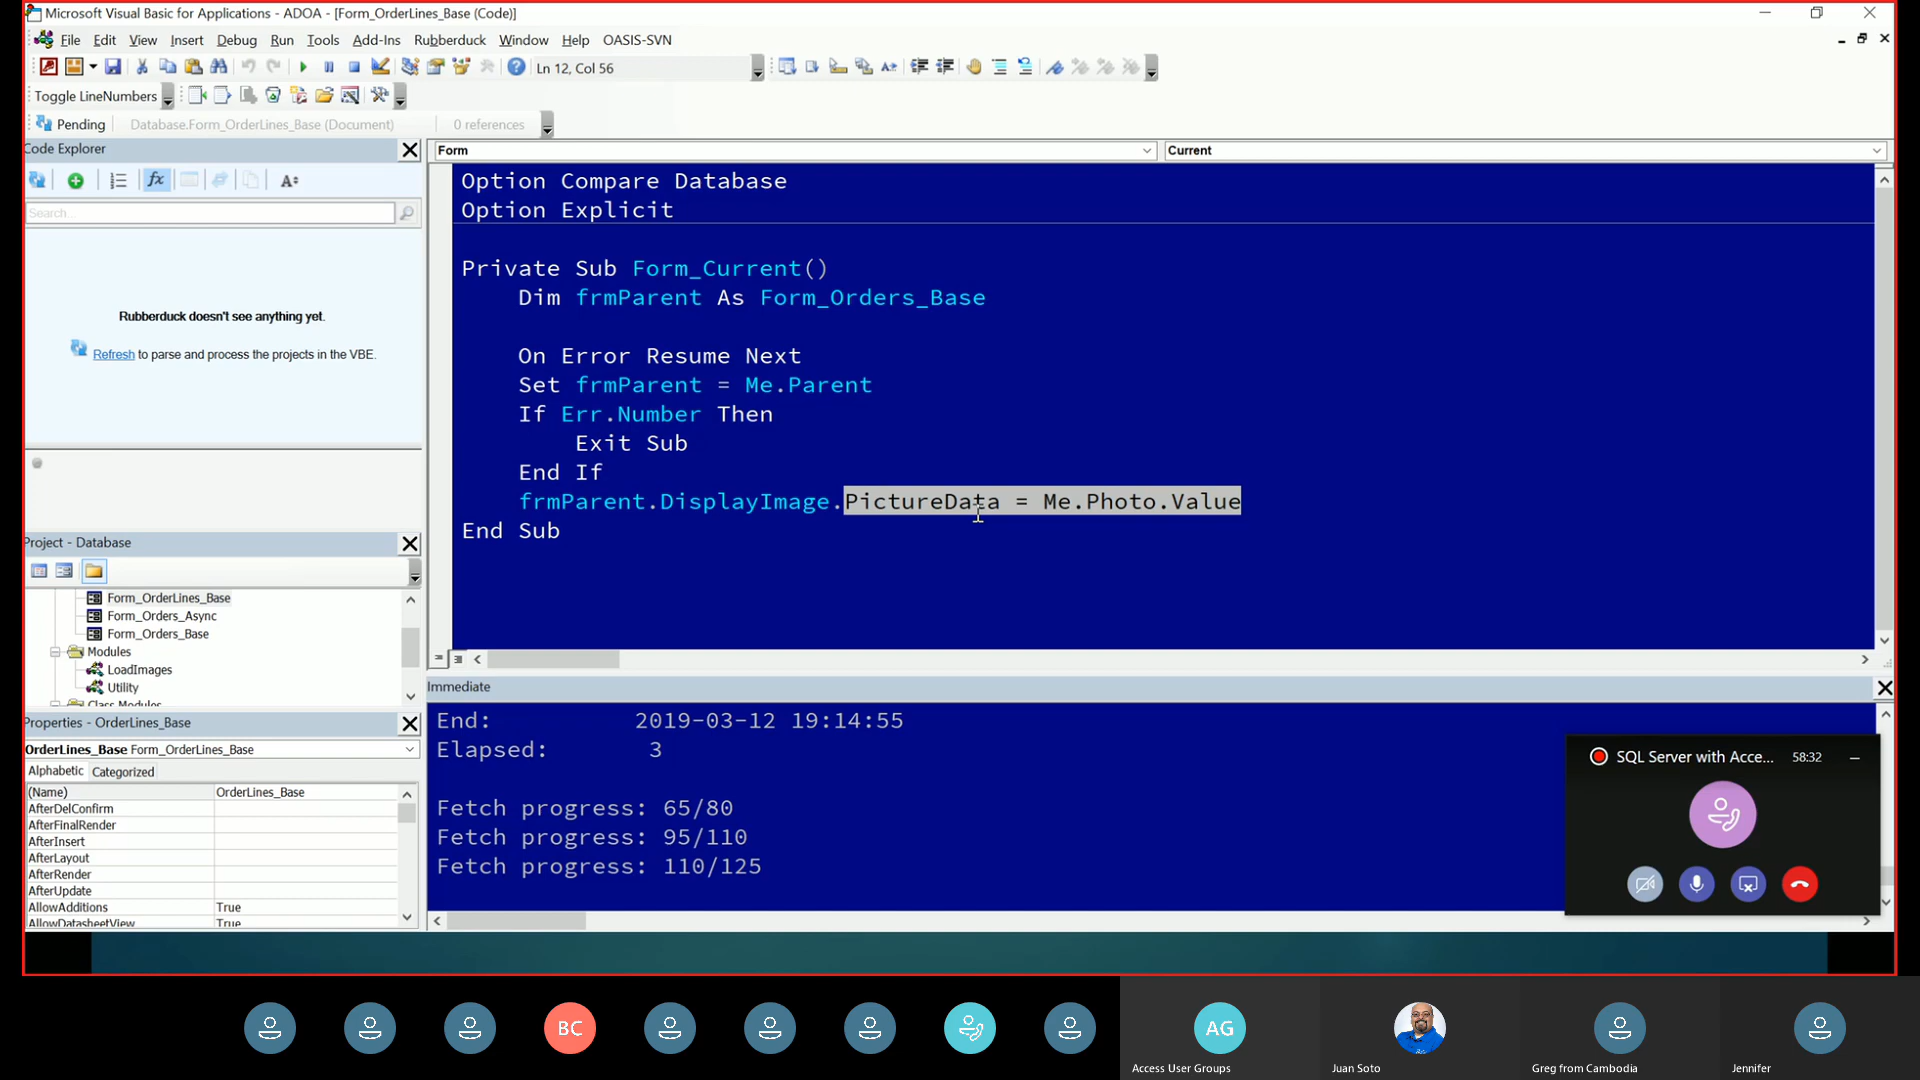 Microsoft Visual Basic for Applications - ADOA - [Form_OrderLines_Base (Code)]
File Edit View Insert Debug Run Tools Add-Ins Rubberduck Window Help OASIS-SVN
Ln 12, Col 56
Toggle LineNumbers
Pending Database.Form_OrderLines_Base (Document) 0 references
Code Explorer
Search...
Rubberduck doesn't see anything yet.
Refresh to parse and process the projects in the VBE.
Form
Current
Option Compare Database
Option Explicit
Private Sub Form_Current()
Dim frmParent As Form_Orders_Base
On Error Resume Next
Set frmParent = Me.Parent
If Err.Number Then
Exit Sub
End If
frmParent.DisplayImage.PictureData = Me.Photo.Value
End Sub
Project - Database
Form_OrderLines_Base
Form_Orders_Async
Form_Orders_Base
Modules
LoadImages
Utility
Class Modules
Properties - OrderLines_Base
OrderLines_Base Form_OrderLines_Base
Alphabetic Categorized
(Name) OrderLines_Base
AfterDelConfirm
AfterFinalRender
AfterInsert
AfterLayout
AfterRender
AfterUpdate
AllowAdditions True
AllowDatasheetView True
Immediate
End: 2019-03-12 19:14:55
Elapsed: 3
Fetch progress: 65/80
Fetch progress: 95/110
Fetch progress: 110/125
SQL Server with Acce... 58:32
BC
AG
Access User Groups
Juan Soto
Greg from Cambodia
Jennifer